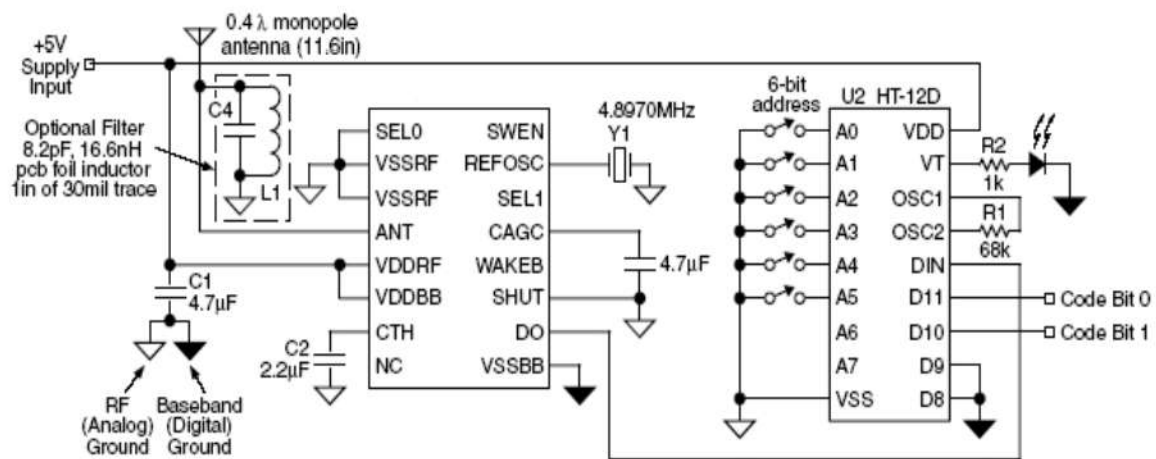 0.4 λ monopole
antenna (11.6in)
+5V
Supply
Input
C4
L1
Optional Filter
8.2pF, 16.6nH
pcb foil inductor
1in of 30mil trace
C1
4.7µF
RF
(Analog)
Ground
Baseband
(Digital)
Ground
C2
2.2µF
SEL0
VSSRF
VSSRF
ANT
VDDRF
VDDBB
CTH
NC
SWEN
REFOSC
SEL1
CAGC
WAKEB
SHUT
DO
VSSBB
4.8970MHz
Y1
4.7µF
6-bit
address
U2 HT-12D
A0
A1
A2
A3
A4
A5
A6
A7
VSS
VDD
VT
OSC1
OSC2
DIN
D11
D10
D9
D8
R2
1k
R1
68k
Code Bit 0
Code Bit 1